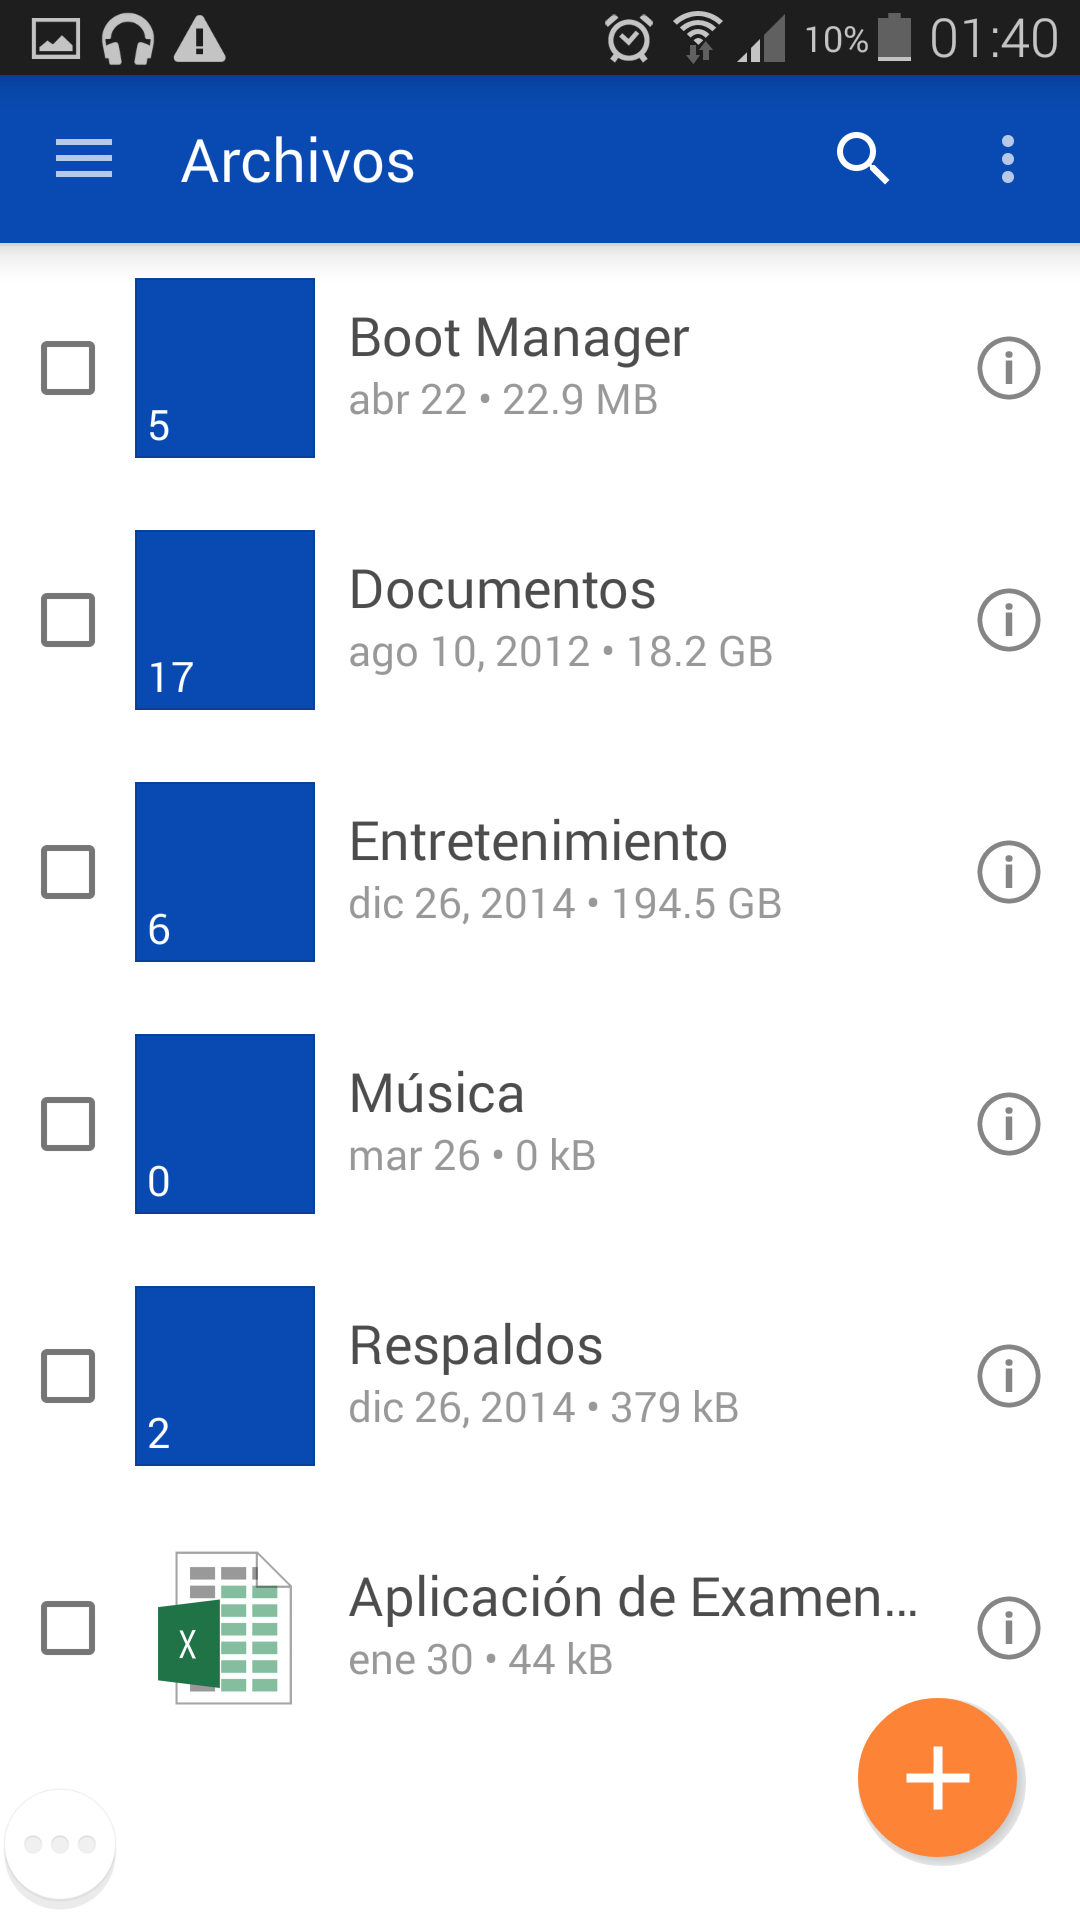 10% 01:40
Archivos
Boot Manager
abr 22 • 22.9 MB
5
Documentos
ago 10, 2012 • 18.2 GB
17
Entretenimiento
dic 26, 2014 • 194.5 GB
6
Música
mar 26 • 0 kB
0
Respaldos
dic 26, 2014 • 379 kB
2
Aplicación de Examen...
X
ene 30 • 44 kB